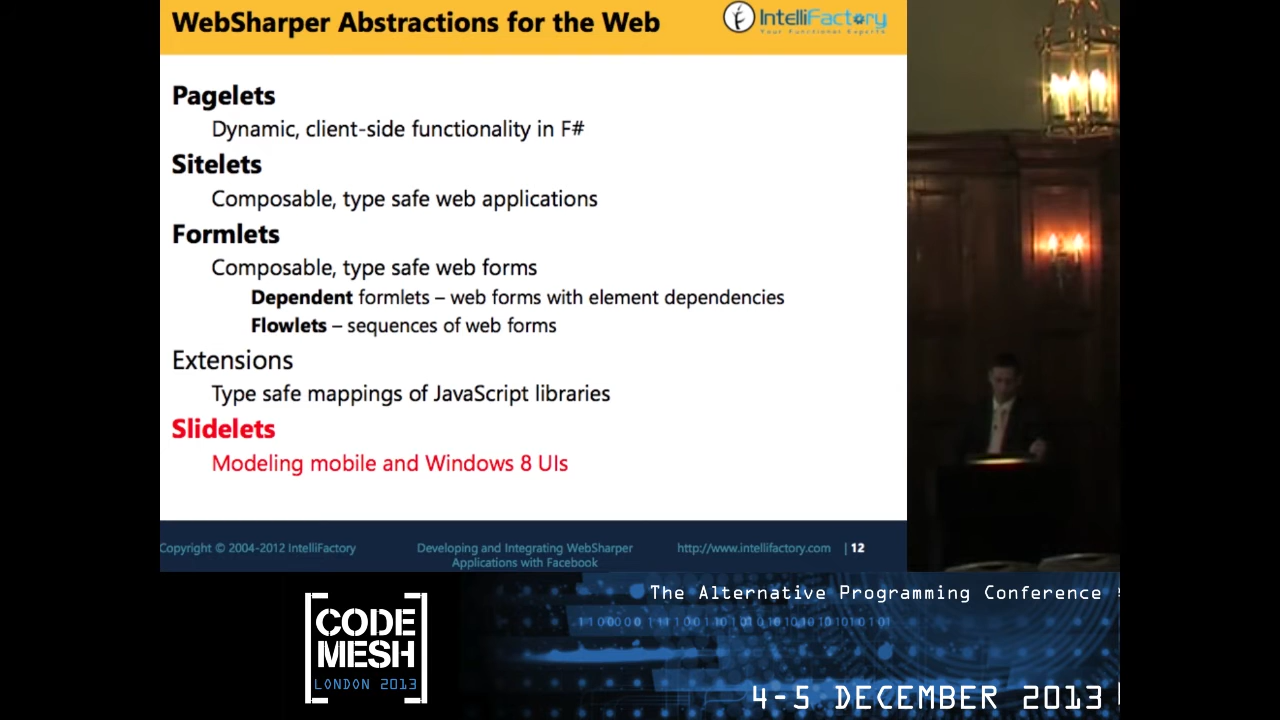 WebSharper Abstractions for the Web
IntelliFactory
Your Functional Experts
Pagelets
Dynamic, client-side functionality in F#
Sitelets
Composable, type safe web applications
Formlets
Composable, type safe web forms
Dependent formlets – web forms with element dependencies
Flowlets – sequences of web forms
Extensions
Type safe mappings of JavaScript libraries
Slidelets
Modeling mobile and Windows 8 UIs
Copyright © 2004-2012 IntelliFactory
Developing and Integrating WebSharper
Applications with Facebook
http://www.intellifactory.com | 12
The Alternative Programming Conference
CODE
MESH
LONDON 2013
4-5 DECEMBER 2013